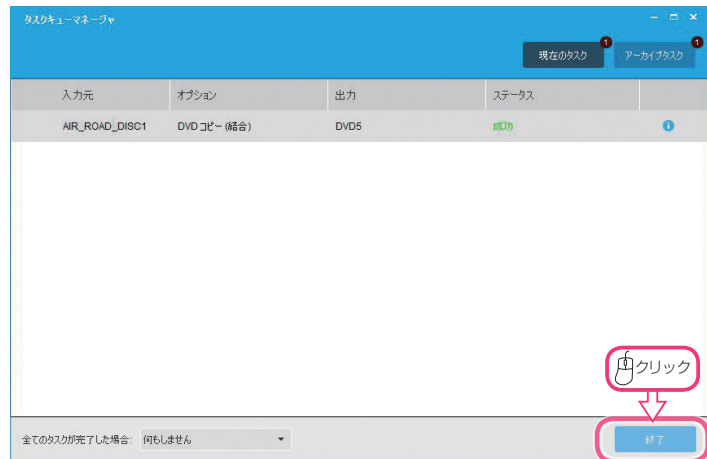 タスクキューマネージャ
現在のタスク 1 アーカイブタスク 1
入力元 オプション 出力 ステータス
AIR_ROAD_DISC1 DVD コピー (結合) DVD5 成功
クリック
全てのタスクが完了した場合: 何もしません 終了